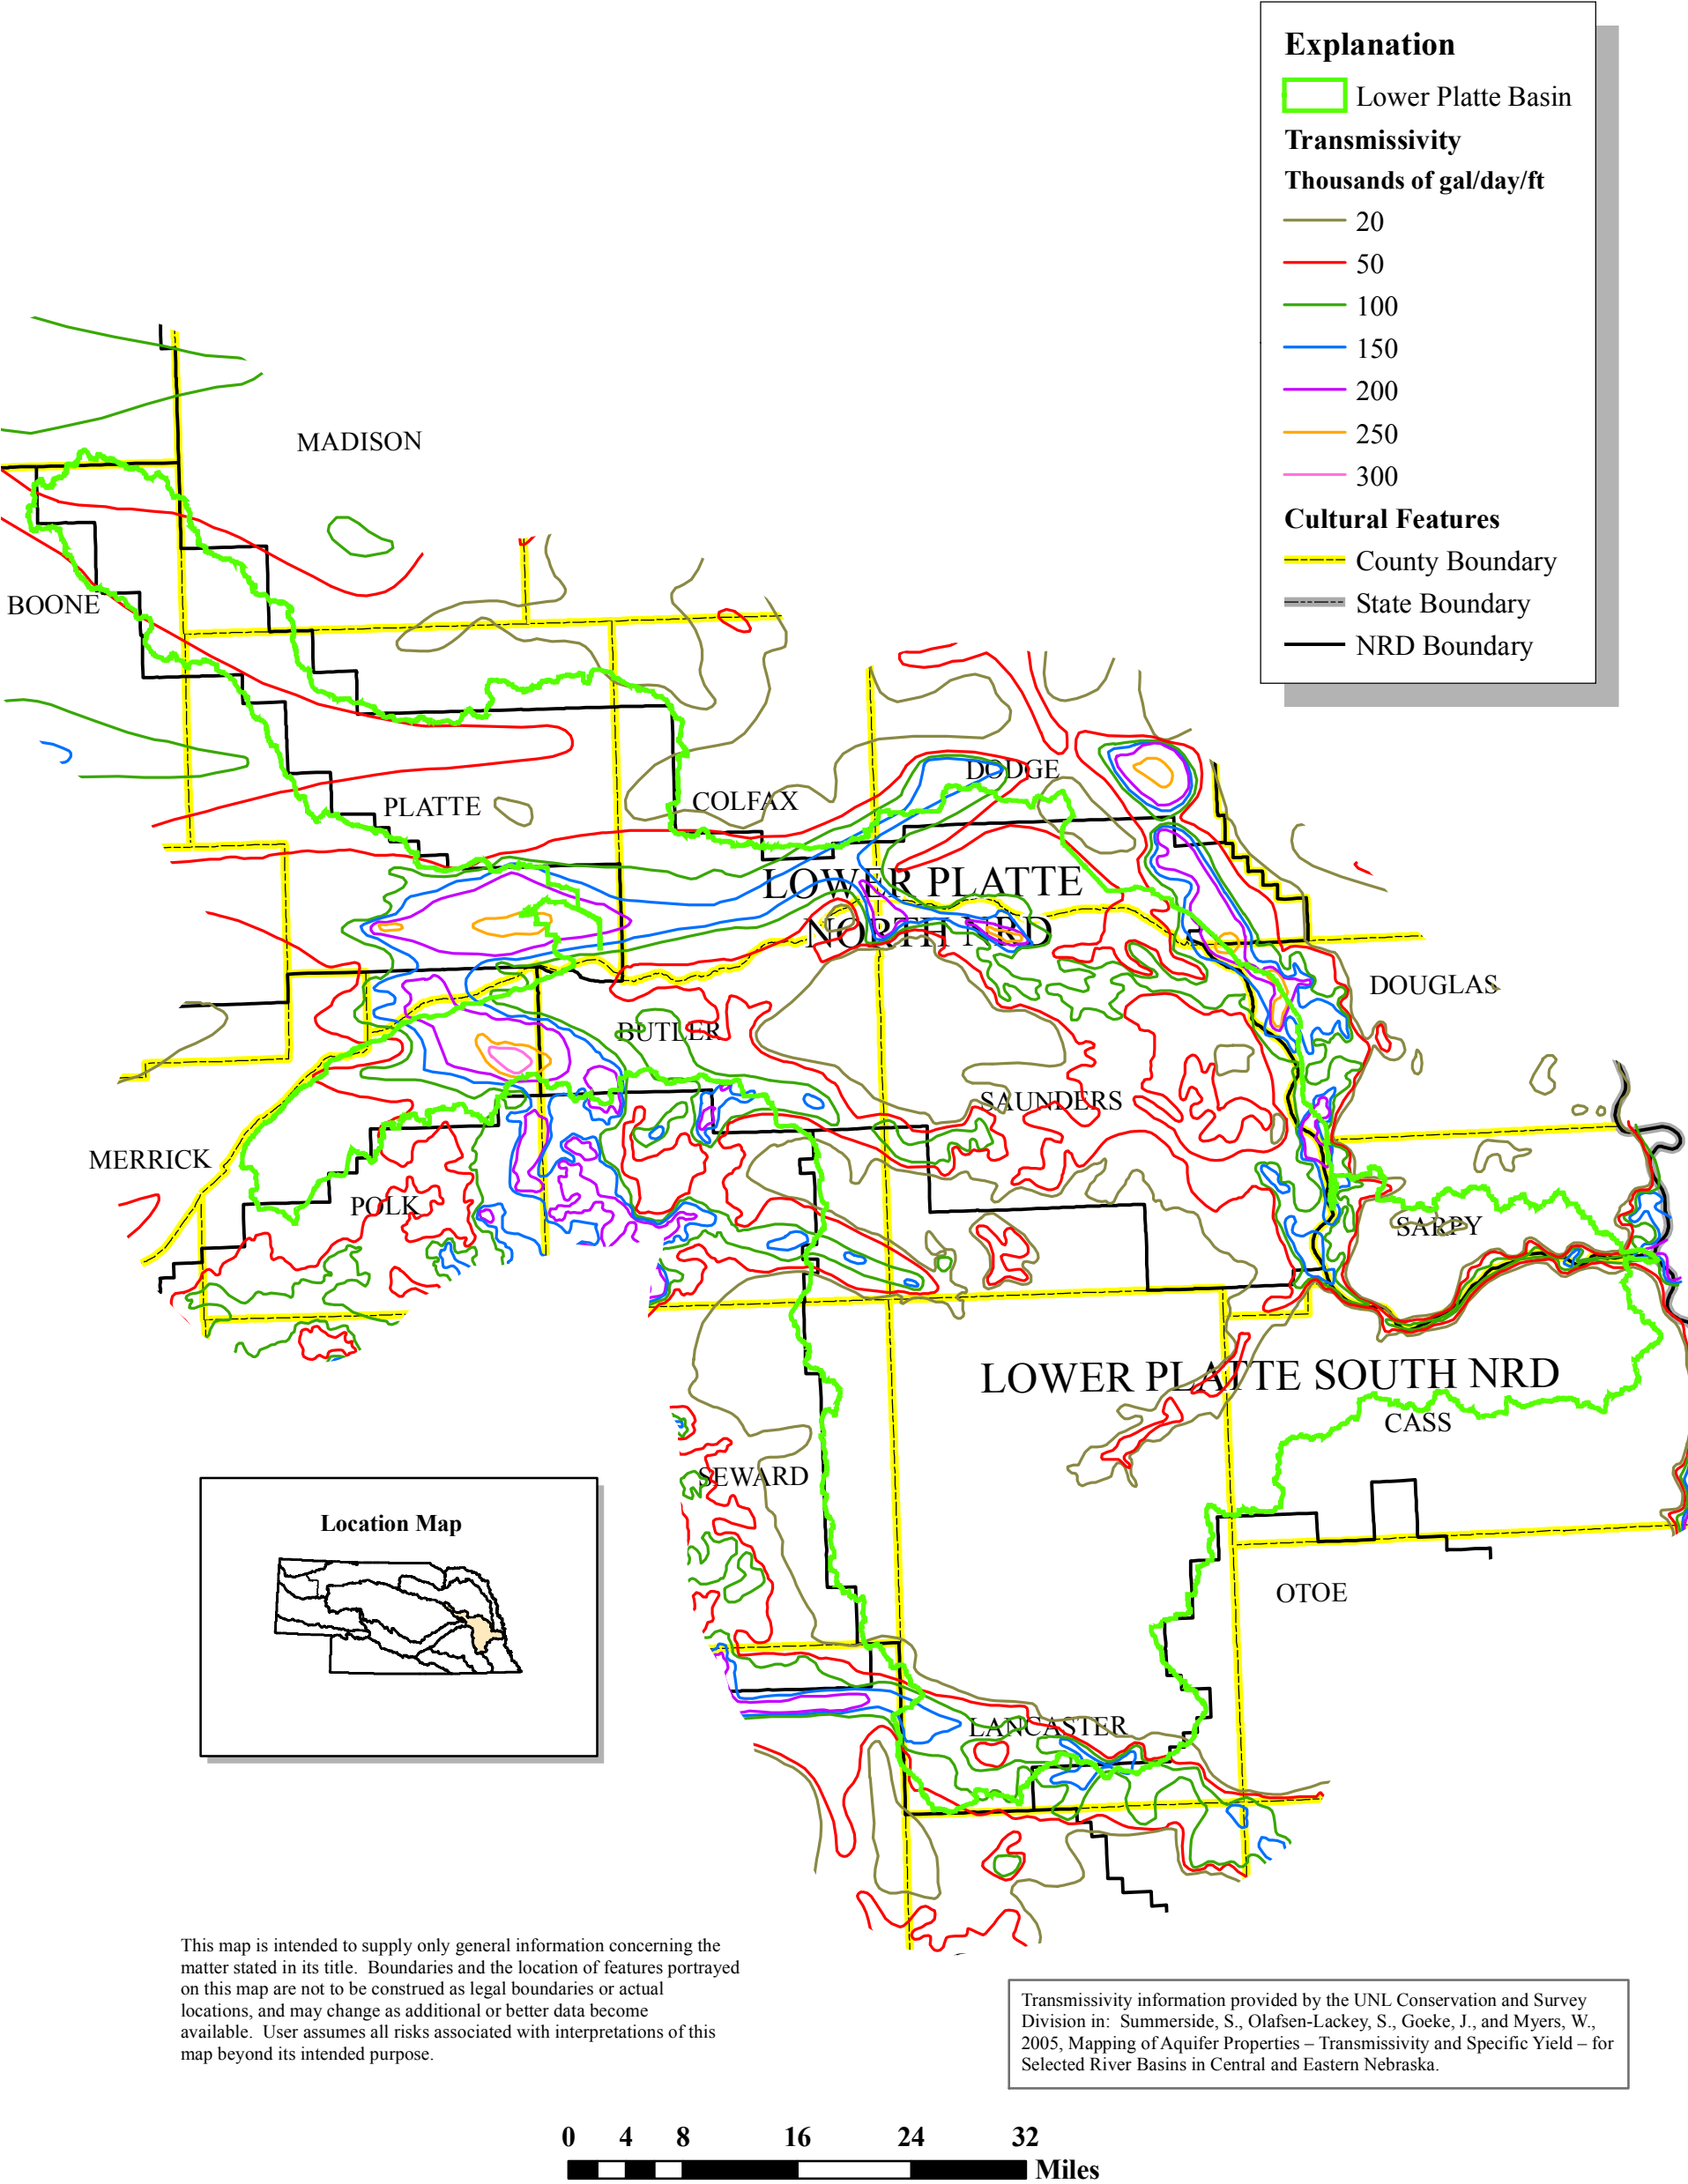 Explanation
Lower Platte Basin
Transmissivity
Thousands of gal/day/ft
20
50
100
150
200
250
300
Cultural Features
County Boundary
State Boundary
NRD Boundary
MADISON
BOONE
PLATTE
COLFAX
DODGE
LOWER PLATTE
NORTH NRD
DOUGLAS
BUTLER
SAUNDERS
MERRICK
POLK
SARPY
LOWER PLATTE SOUTH NRD
CASS
SEWARD
OTOE
LANCASTER
Location Map
This map is intended to supply only general information concerning the
matter stated in its title. Boundaries and the location of features portrayed
on this map are not to be construed as legal boundaries or actual
locations, and may change as additional or better data become
available. User assumes all risks associated with interpretations of this
map beyond its intended purpose.
Transmissivity information provided by the UNL Conservation and Survey
Division in: Summerside, S., Olafsen-Lackey, S., Goeke, J., and Myers, W.,
2005, Mapping of Aquifer Properties – Transmissivity and Specific Yield – for
Selected River Basins in Central and Eastern Nebraska.
0 4 8 16 24 32
Miles